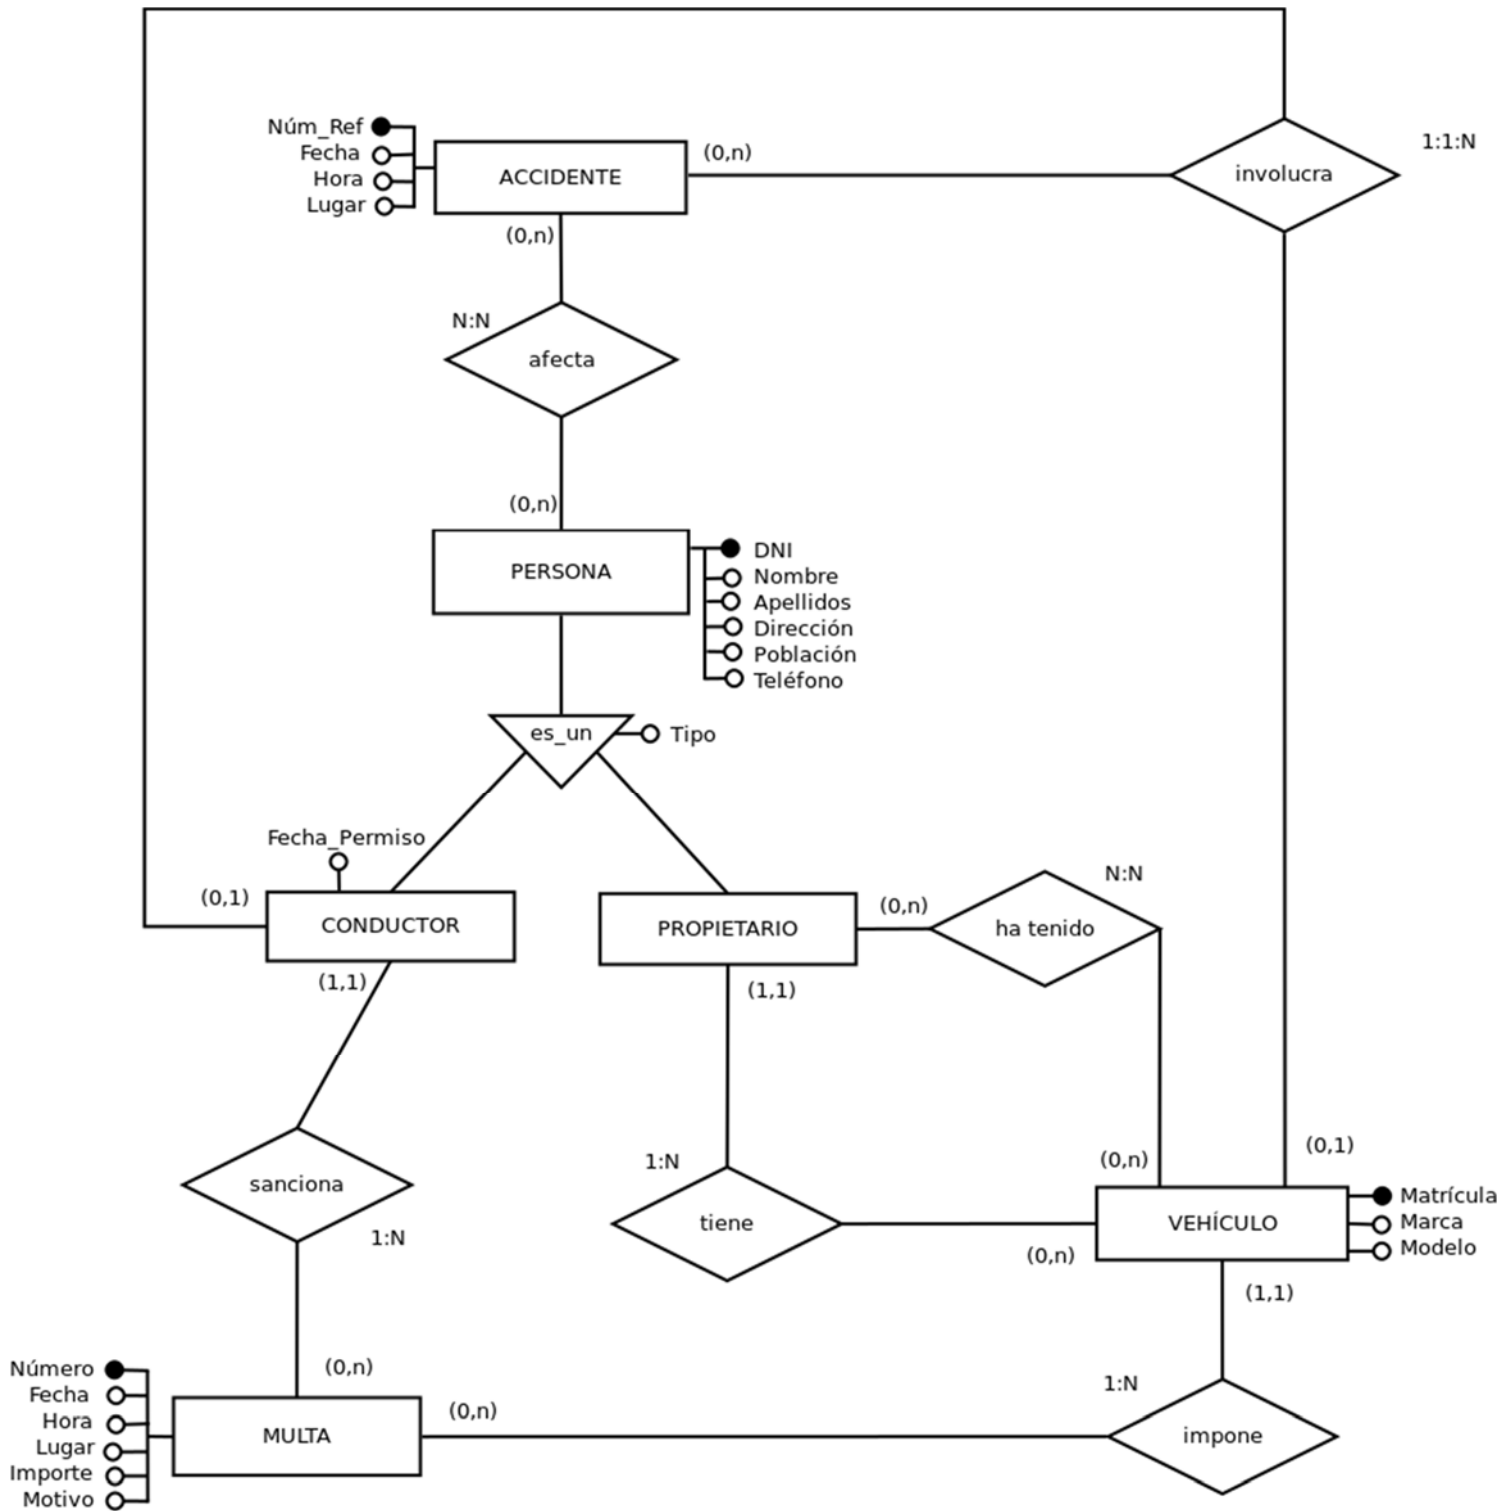 Núm_Ref
Fecha
Hora
Lugar
ACCIDENTE
(0,n)
involucra
1:1:N
(0,n)
N:N
afecta
(0,n)
PERSONA
DNI
Nombre
Apellidos
Dirección
Población
Teléfono
es_un
Tipo
Fecha_Permiso
(0,1)
CONDUCTOR
(1,1)
PROPIETARIO
(0,n)
(1,1)
ha tenido
N:N
sanciona
1:N
1:N
tiene
(0,n)
(0,n)
(0,1)
VEHÍCULO
Matrícula
Marca
Modelo
(1,1)
Número
Fecha
Hora
Lugar
Importe
Motivo
(0,n)
MULTA
(0,n)
1:N
impone